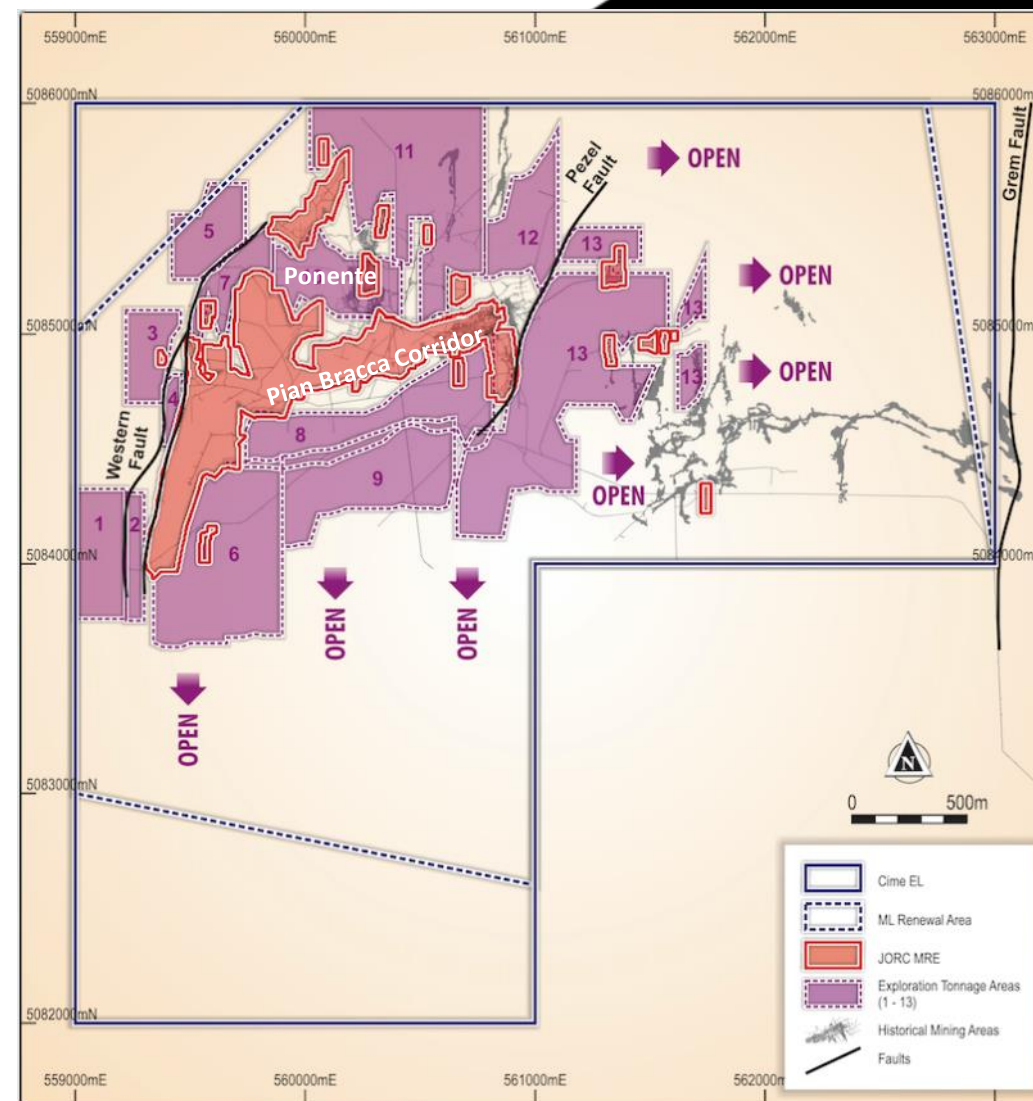 559000mE
560000mE
561000mE
562000mE
563000mE
5086000mN
5086000m
Grem Fault
11
Pezel
Fault
OPEN
5
12
13
Ponente
7
OPEN
13
5085000mN
5085000m
3
Pian Bracca Corridor
13
13
OPEN
4
8
Western
Fault
9
OPEN
1
2
6
5084000mN
5084000m
OPEN
OPEN
OPEN
5083000mN
N
0
500m
Cime EL
ML Renewal Area
JORC MRE
Exploration Tonnage Areas
(1 - 13)
Historical Mining Areas
Faults
5082000mN
559000mE
560000mE
561000mE
562000m